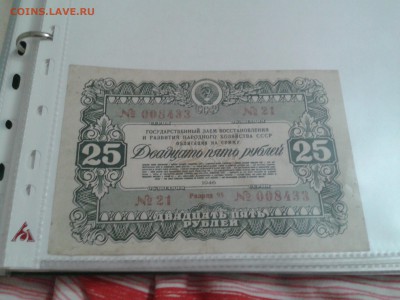 COINS.LAVE.RU
№ 008433 № 21
ГОСУДАРСТВЕННЫЙ ЗАЕМ ВОССТАНОВЛЕНИЯ
И РАЗВИТИЯ НАРОДНОГО ХОЗЯЙСТВА СССР
ОБЛИГАЦИЯ НА СУММУ
25 Двадцать пять рублей 25
№ 21 Разряд № 008433
ДВАДЦАТЬ ПЯТЬ
РУБЛЕЙ